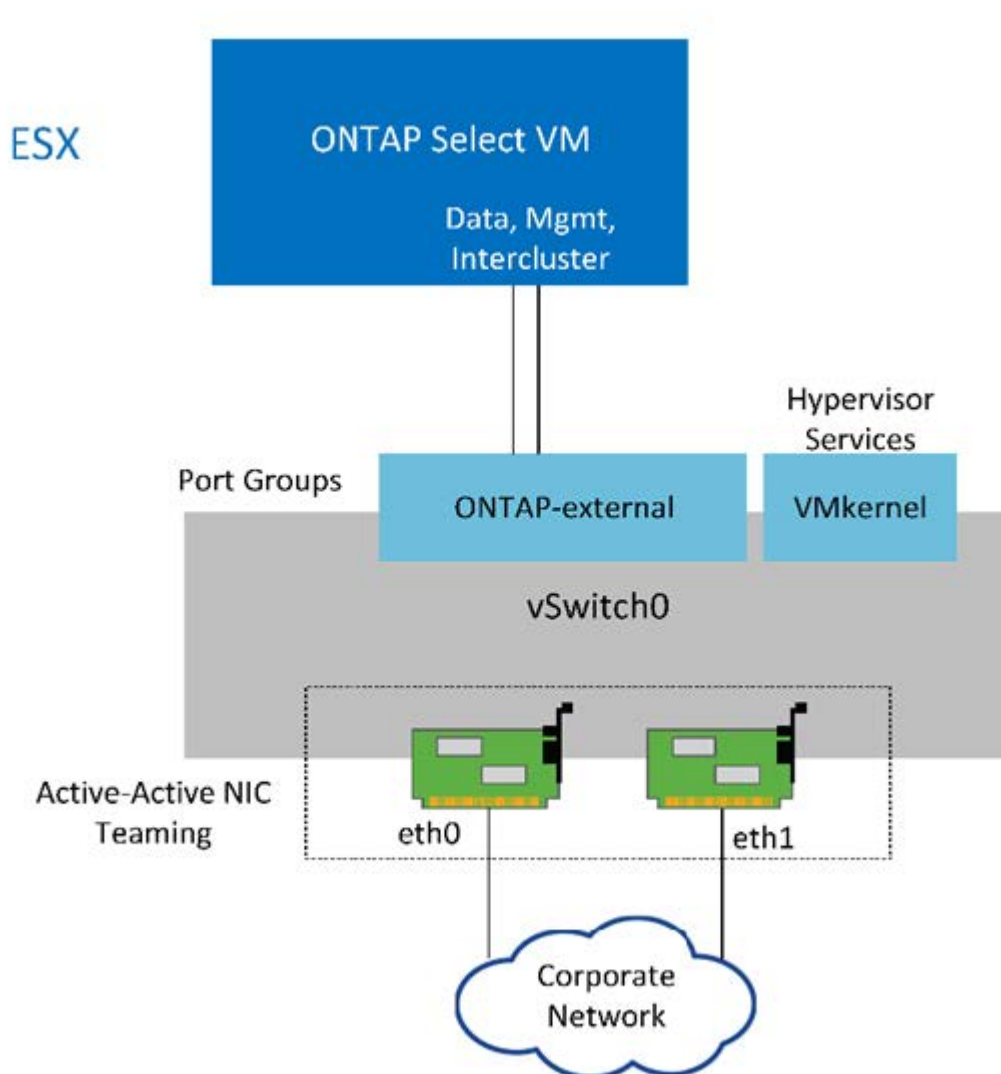 ESX
ONTAP Select VM
Data, Mgmt,
Intercluster
Hypervisor
Services
Port Groups
ONTAP-external
VMkernel
vSwitch0
Active-Active NIC
Teaming
eth0
eth1
Corporate
Network